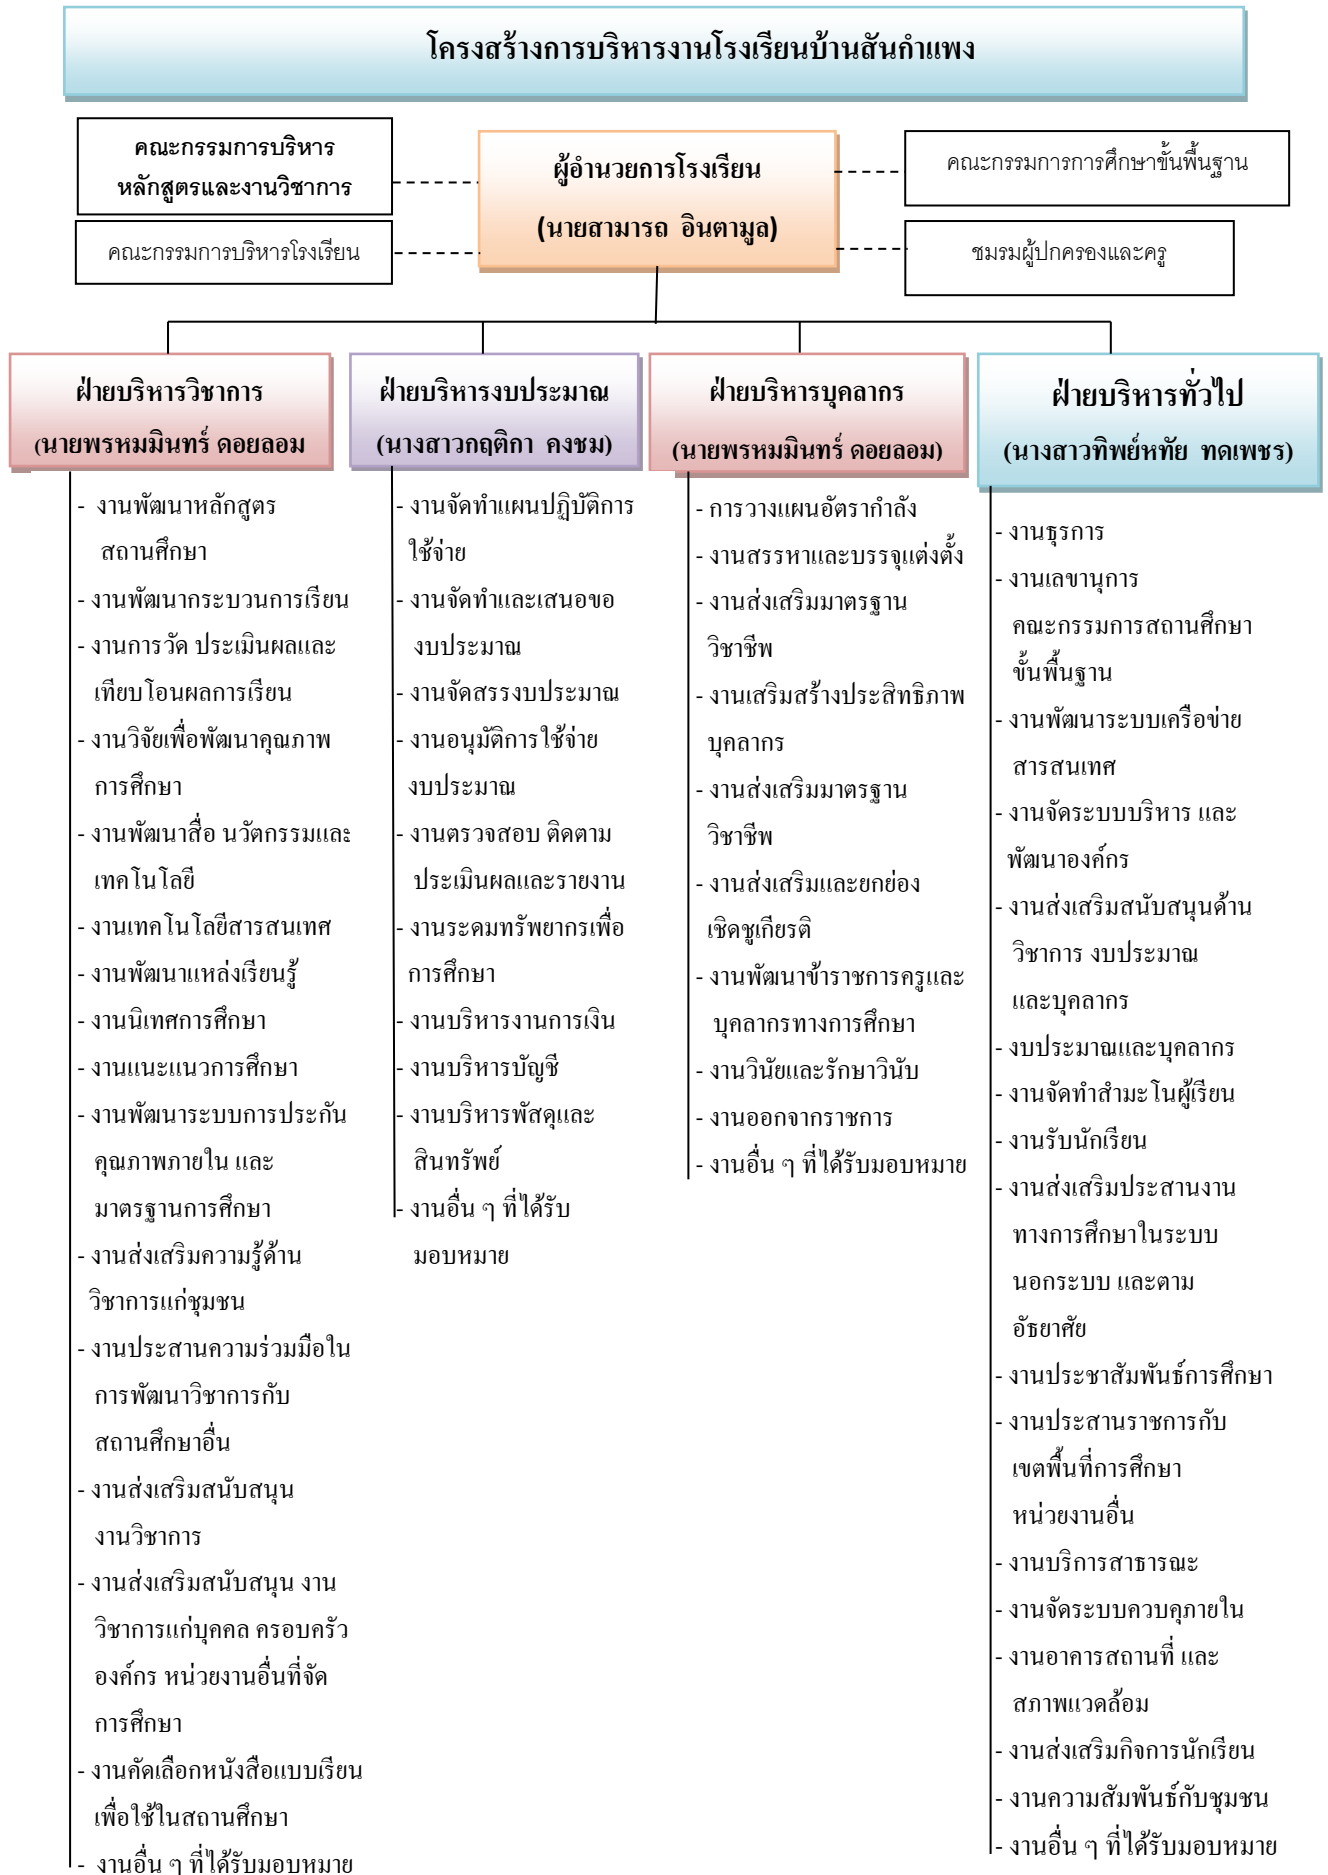 โครงสร้างการบริหารงานโรงเรียนบ้านสันกำแพง
คณะกรรมการบริหาร
หลักสูตรและงานวิชาการ
คณะกรรมการบริหารโรงเรียน
ผู้อำนวยการโรงเรียน
(นายสามารถ อินตามูล)
คณะกรรมการการศึกษาขั้นพื้นฐาน
ชมรมผู้ปกครองและครู
ฝ่ายบริหารวิชาการ
(นายพรหมมินทร์ ดอยลอม
- งานพัฒนาหลักสูตร
สถานศึกษา
- งานพัฒนากระบวนการเรียน
- งานการวัด ประเมินผลและ
เทียบโอนผลการเรียน
- งานวิจัยเพื่อพัฒนาคุณภาพ
การศึกษา
- งานพัฒนาสื่อ นวัตกรรมและ
เทคโนโลยี
- งานเทคโนโลยีสารสนเทศ
- งานพัฒนาแหล่งเรียนรู้
- งานนิเทศการศึกษา
- งานแนะแนวการศึกษา
- งานพัฒนาระบบการประกัน
คุณภาพภายใน และ
มาตรฐานการศึกษา
- งานส่งเสริมความรู้ด้าน
วิชาการแก่ชุมชน
- งานประสานความร่วมมือใน
การพัฒนาวิชาการกับ
สถานศึกษาอื่น
- งานส่งเสริมสนับสนุน
งานวิชาการ
- งานส่งเสริมสนับสนุน งาน
วิชาการแก่บุคคล ครอบครัว
องค์กร หน่วยงานอื่นที่จัด
การศึกษา
- งานคัดเลือกหนังสือแบบเรียน
เพื่อใช้ในสถานศึกษา
- งานอื่น ๆ ที่ได้รับมอบหมาย
ฝ่ายบริหารงบประมาณ
(นางสาวกฤติกา คงชม)
- งานจัดทำแผนปฏิบัติการ
ใช้จ่าย
- งานจัดทำและเสนอขอ
งบประมาณ
- งานจัดสรรงบประมาณ
- งานอนุมัติการใช้จ่าย
งบประมาณ
- งานตรวจสอบ ติดตาม
ประเมินผลและรายงาน
- งานระดมทรัพยากรเพื่อ
การศึกษา
- งานบริหารงานการเงิน
- งานบริหารบัญชี
- งานบริหารพัสดุและ
สินทรัพย์
- งานอื่น ๆ ที่ได้รับ
มอบหมาย
ฝ่ายบริหารบุคลากร
(นายพรหมมินทร์ ดอยลอม)
- การวางแผนอัตรากำลัง
- งานสรรหาและบรรจุแต่งตั้ง
- งานส่งเสริมมาตรฐาน
วิชาชีพ
- งานเสริมสร้างประสิทธิภาพ
บุคลากร
- งานส่งเสริมมาตรฐาน
วิชาชีพ
- งานส่งเสริมและยกย่อง
เชิดชูเกียรติ
- งานพัฒนาข้าราชการครูและ
บุคลากรทางการศึกษา
- งานวินัยและรักษาวินับ
- งานออกจากราชการ
- งานอื่น ๆ ที่ได้รับมอบหมาย
ฝ่ายบริหารทั่วไป
(นางสาวทิพย์หทัย ทดเพชร)
- งานธุรการ
- งานเลขานุการ
คณะกรรมการสถานศึกษา
ขั้นพื้นฐาน
- งานพัฒนาระบบเครือข่าย
สารสนเทศ
- งานจัดระบบบริหาร และ
พัฒนาองค์กร
- งานส่งเสริมสนับสนุนด้าน
วิชาการ งบประมาณ
และบุคลากร
- งบประมาณและบุคลากร
- งานจัดทำสำมะโนผู้เรียน
- งานรับนักเรียน
- งานส่งเสริมประสานงาน
ทางการศึกษาในระบบ
นอกระบบ และตาม
อัธยาศัย
- งานประชาสัมพันธ์การศึกษา
- งานประสานราชการกับ
เขตพื้นที่การศึกษา
หน่วยงานอื่น
- งานบริการสาธารณะ
- งานจัดระบบควบคุภายใน
- งานอาคารสถานที่ และ
สภาพแวดล้อม
- งานส่งเสริมกิจการนักเรียน
- งานความสัมพันธ์กับชุมชน
- งานอื่น ๆ ที่ได้รับมอบหมาย